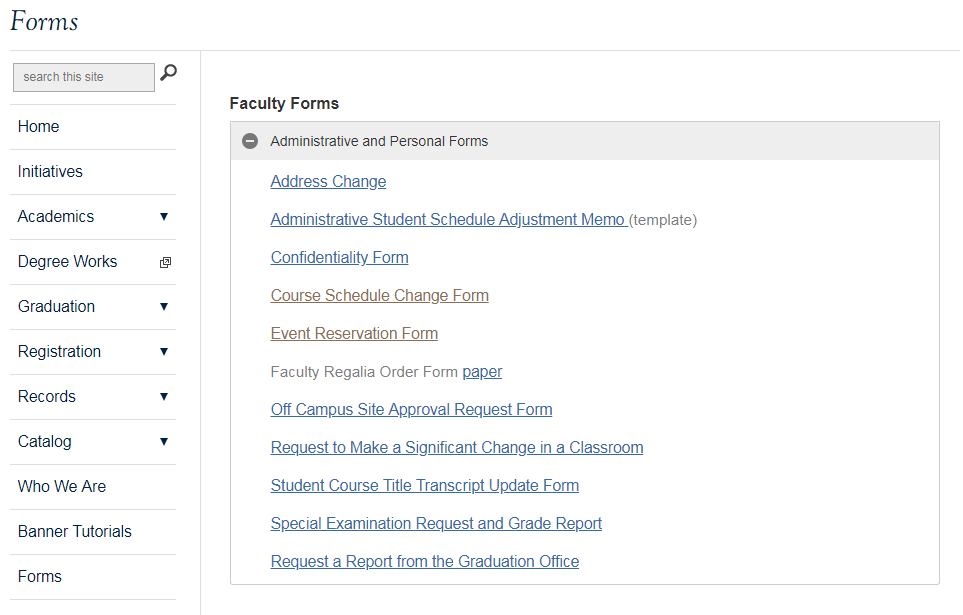 Forms
search this site
Home
Initiatives
Academics
Degree Works
Graduation
Registration
Records
Catalog
Who We Are
Banner Tutorials
Forms
Faculty Forms
Administrative and Personal Forms
Address Change
Administrative Student Schedule Adjustment Memo (template)
Confidentiality Form
Course Schedule Change Form
Event Reservation Form
Faculty Regalia Order Form paper
Off Campus Site Approval Request Form
Request to Make a Significant Change in a Classroom
Student Course Title Transcript Update Form
Special Examination Request and Grade Report
Request a Report from the Graduation Office